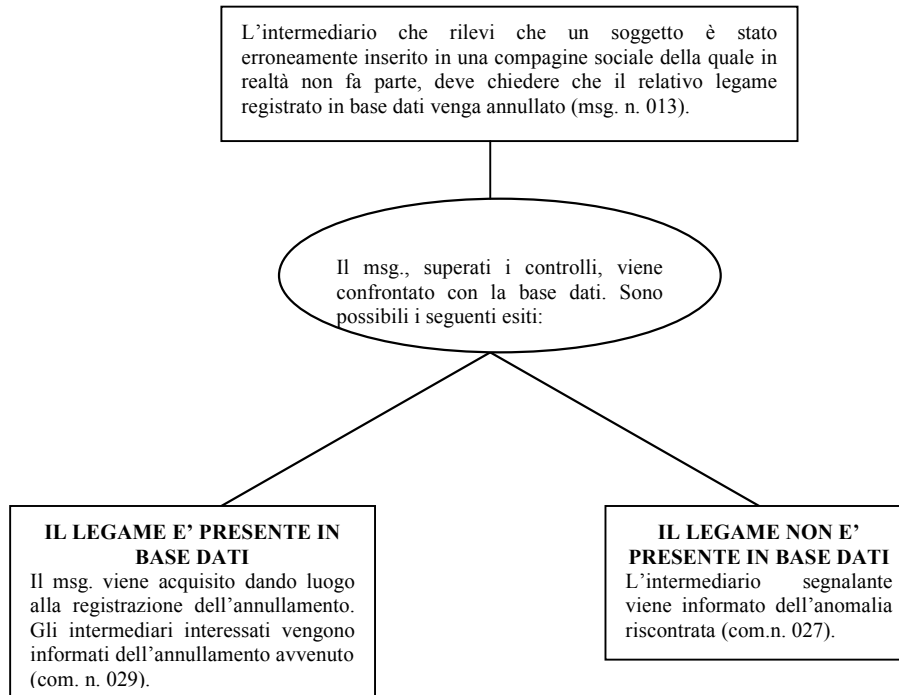 L'intermediario che rilevi che un soggetto è stato
erroneamente inserito in una compagine sociale della quale in
realtà non fa parte, deve chiedere che il relativo legame
registrato in base dati venga annullato (msg. n. 013).
Il msg., superati i controlli, viene
confrontato con la base dati. Sono
possibili i seguenti esiti:
IL LEGAME E' PRESENTE IN
BASE DATI
Il msg. viene acquisito dando luogo
alla registrazione dell'annullamento.
Gli intermediari interessati vengono
informati dell'annullamento avvenuto
(com. n. 029).
IL LEGAME NON E'
PRESENTE IN BASE DATI
L'intermediario segnalante
viene informato dell'anomalia
riscontrata (com.n. 027).